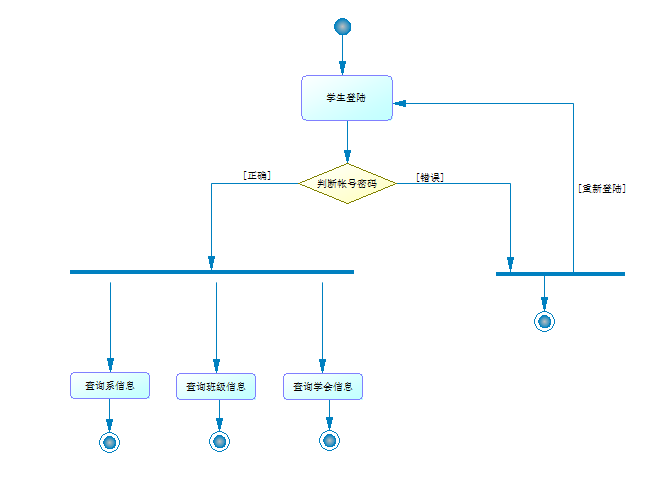 学生登陆
[正确]
判断帐号密码
[错误]
[重新登陆]
查询系信息
查询班级信息
查询学会信息